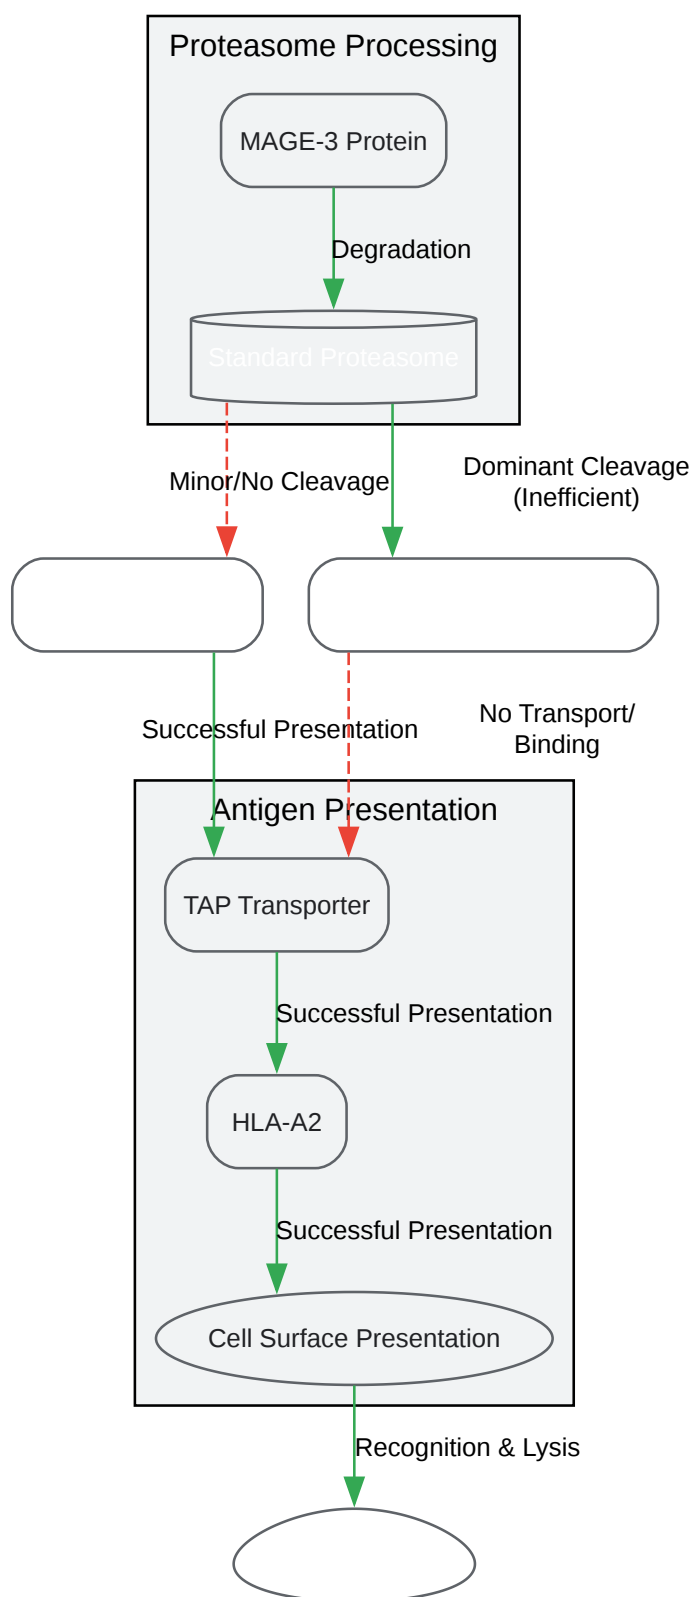 Proteasome Processing
MAGE-3 Protein
Degradation
Standard Proteasome
Minor/No Cleavage
Dominant Cleavage
(Inefficient)
Successful Presentation
No Transport/
Binding
Antigen Presentation
TAP Transporter
Successful Presentation
HLA-A2
Successful Presentation
Cell Surface Presentation
Recognition & Lysis